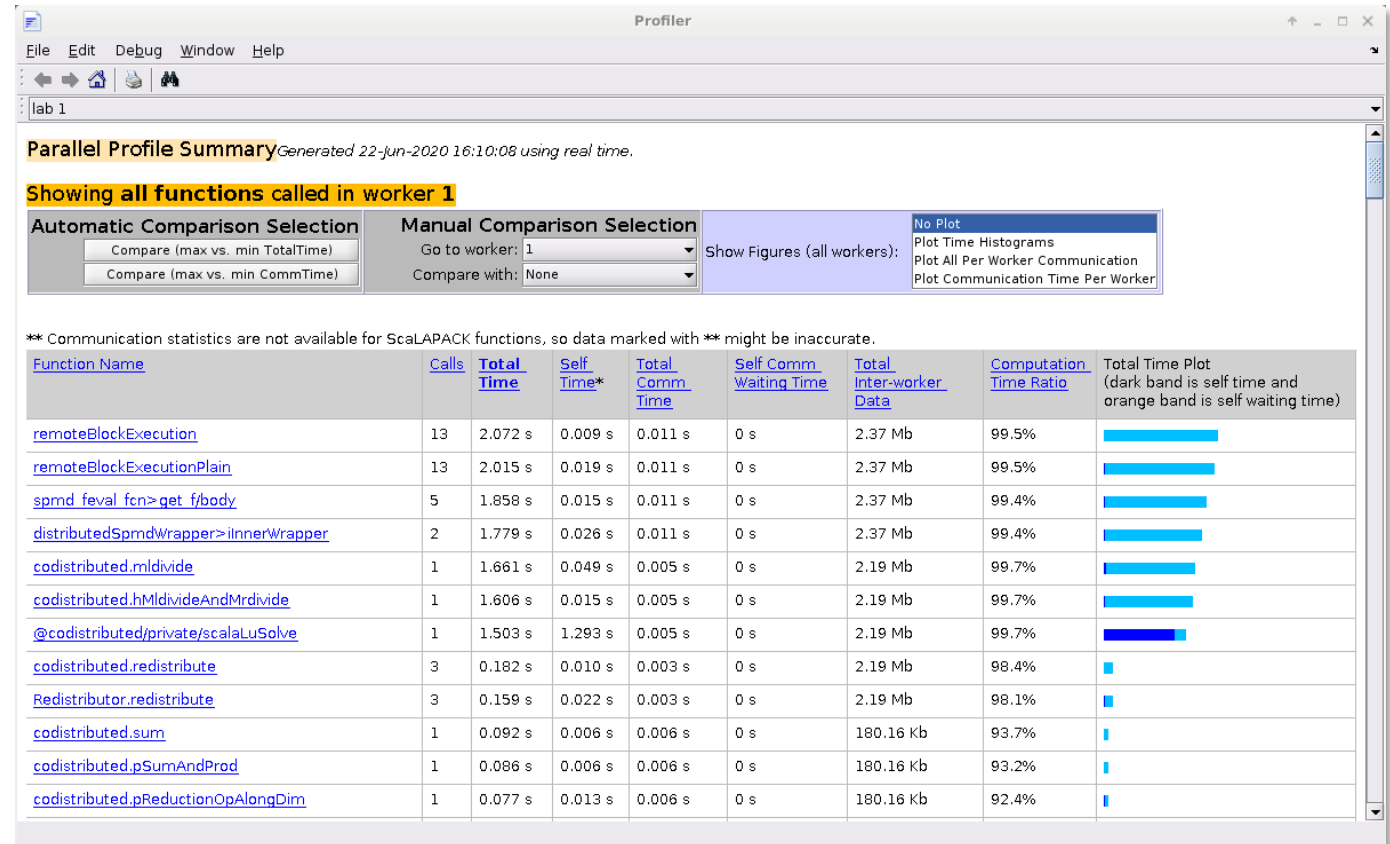 Profiler
File Edit Debug Window Help
lab 1
Parallel Profile Summary Generated 22-Jun-2020 16:10:08 using real time.
Showing all functions called in worker 1
Automatic Comparison Selection
Compare (max vs. min TotalTime)
Compare (max vs. min CommTime)
Manual Comparison Selection
Go to worker: 1
Compare with: None
Show Figures (all workers):
No Plot
Plot Time Histograms
Plot All Per Worker Communication
Plot Communication Time Per Worker
** Communication statistics are not available for ScaLAPACK functions, so data marked with ** might be inaccurate.
Function Name Calls Total Time Self Time* Total Comm Time Self Comm Waiting Time Total Inter-worker Data Computation Time Ratio Total Time Plot (dark band is self time and orange band is self waiting time)
remoteBlockExecution 13 2.072 s 0.009 s 0.011 s 0 s 2.37 Mb 99.5%
remoteBlockExecutionPlain 13 2.015 s 0.019 s 0.011 s 0 s 2.37 Mb 99.5%
spmd_feval_fcn>get_f/body 5 1.858 s 0.015 s 0.011 s 0 s 2.37 Mb 99.4%
distributedSpmdWrapper>iInnerWrapper 2 1.779 s 0.026 s 0.011 s 0 s 2.37 Mb 99.4%
codistributed.mldivide 1 1.661 s 0.049 s 0.005 s 0 s 2.19 Mb 99.7%
codistributed.hMldivideAndMrdivide 1 1.606 s 0.015 s 0.005 s 0 s 2.19 Mb 99.7%
@codistributed/private/scalaLuSolve 1 1.503 s 1.293 s 0.005 s 0 s 2.19 Mb 99.7%
codistributed.redistribute 3 0.182 s 0.010 s 0.003 s 0 s 2.19 Mb 98.4%
Redistributor.redistribute 3 0.159 s 0.022 s 0.003 s 0 s 2.19 Mb 98.1%
codistributed.sum 1 0.092 s 0.006 s 0.006 s 0 s 180.16 Kb 93.7%
codistributed.pSumAndProd 1 0.086 s 0.006 s 0.006 s 0 s 180.16 Kb 93.2%
codistributed.pReductionOpAlongDim 1 0.077 s 0.013 s 0.006 s 0 s 180.16 Kb 92.4%